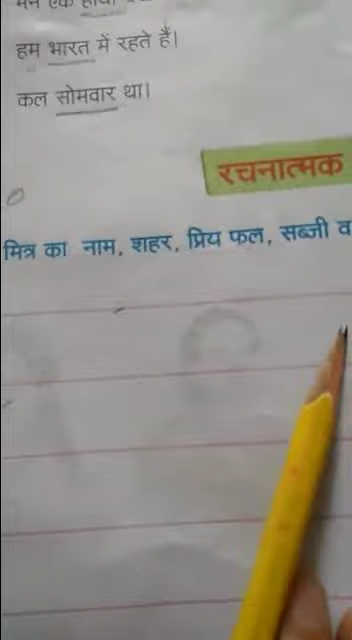 हम भारत में रहते हैं।
कल सोमवार था।
रचनात्मक
मित्र का नाम, शहर, प्रिय फल, सब्जी व